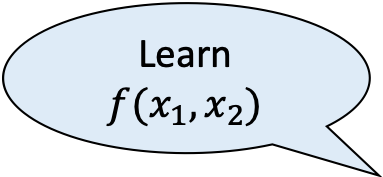 Learn
f(x₁, x₂)